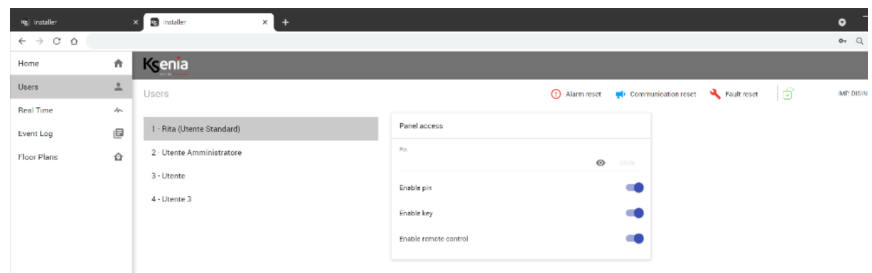 Installer
Installer
Home
Users
Real Time
Event Log
Floor Plans
Ksenia
Users
Alarm reset
Communication reset
Fault reset
IMP. DISIN
1 - Rita (Utente Standard)
2 - Utente Amministratore
3 - Utente
4 - Utente 3
Panel access
Pin
Enable pin
Enable key
Enable remote control